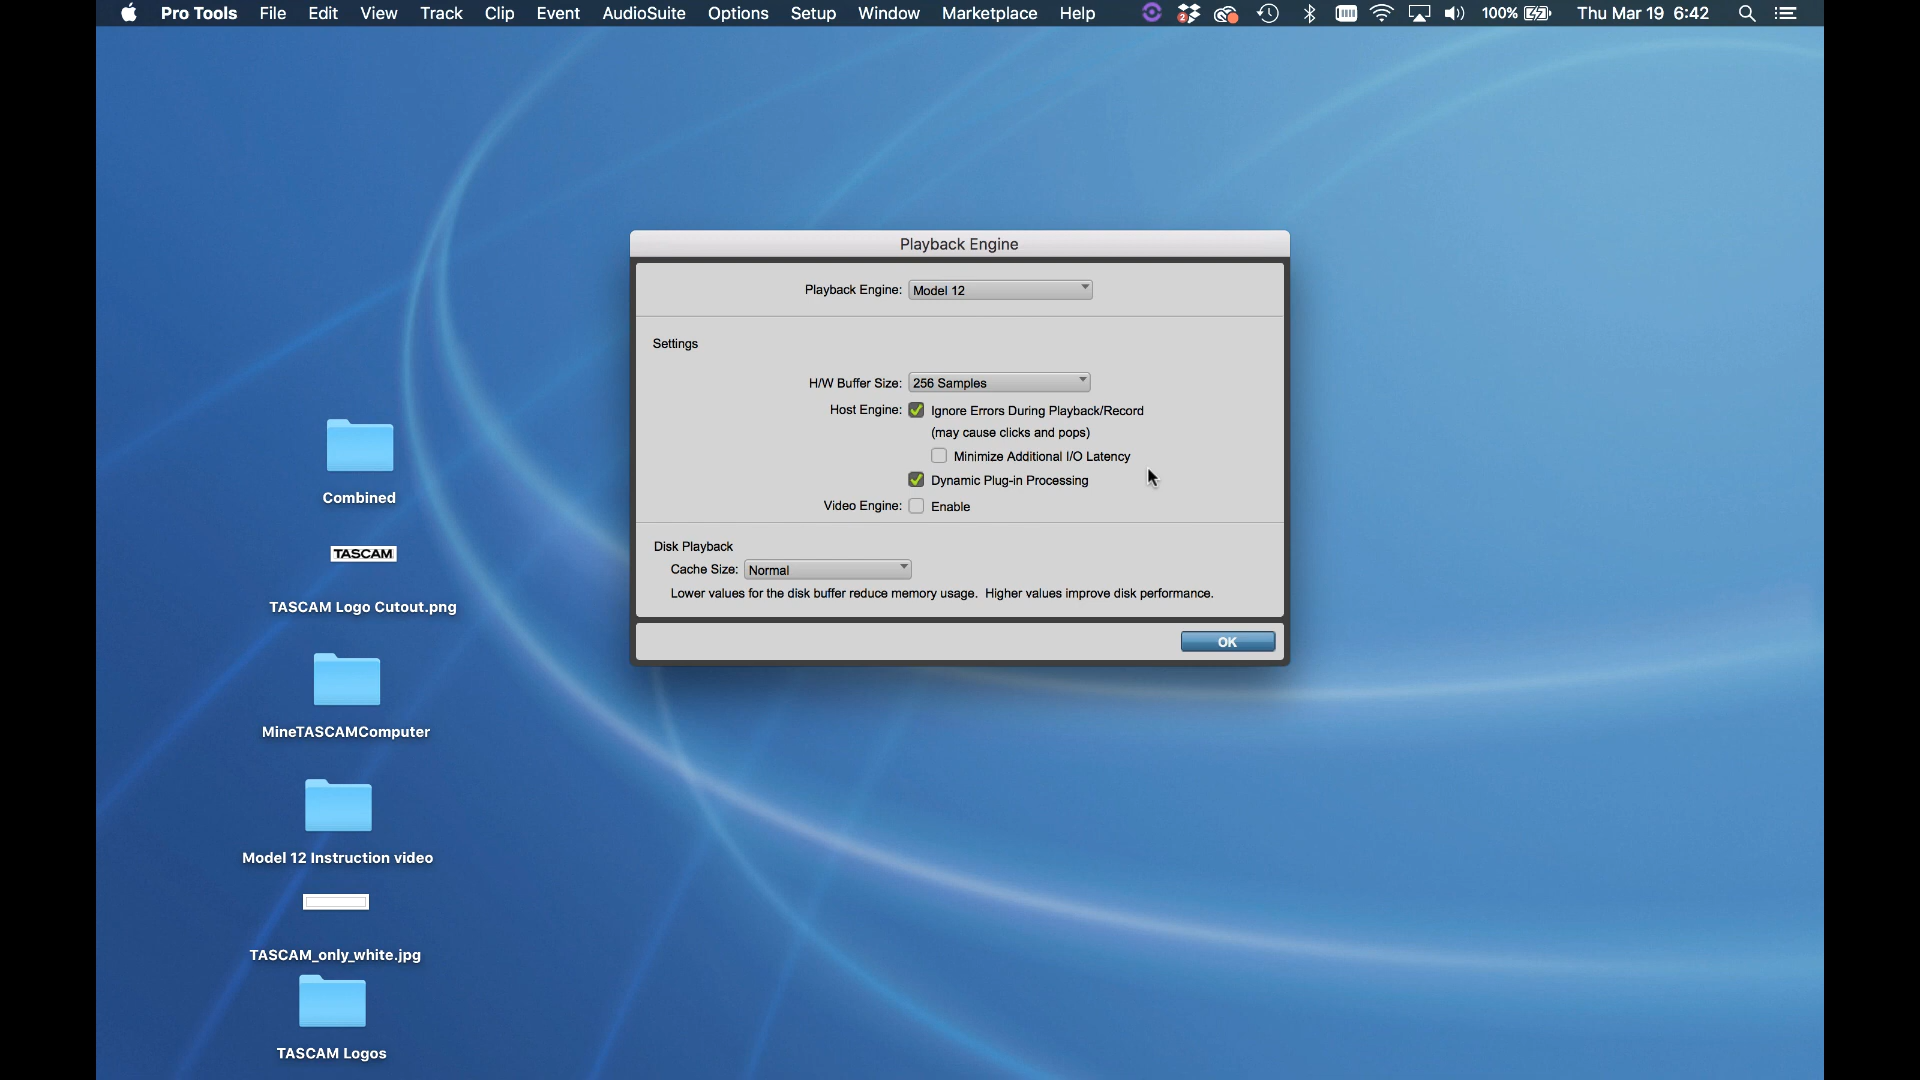 Pro Tools File Edit View Track Clip Event AudioSuite Options Setup Window Marketplace Help 2 100% Thu Mar 19 6:42
Playback Engine
Playback Engine: Model 12
Settings
H/W Buffer Size: 256 Samples
Host Engine: Ignore Errors During Playback/Record
(may cause clicks and pops)
Minimize Additional I/O Latency
Dynamic Plug-in Processing
Video Engine: Enable
Disk Playback
Cache Size: Normal
Lower values for the disk buffer reduce memory usage. Higher values improve disk performance.
OK
Combined
TASCAM
TASCAM Logo Cutout.png
MineTASCAMComputer
Model 12 Instruction video
TASCAM_only_white.jpg
TASCAM Logos